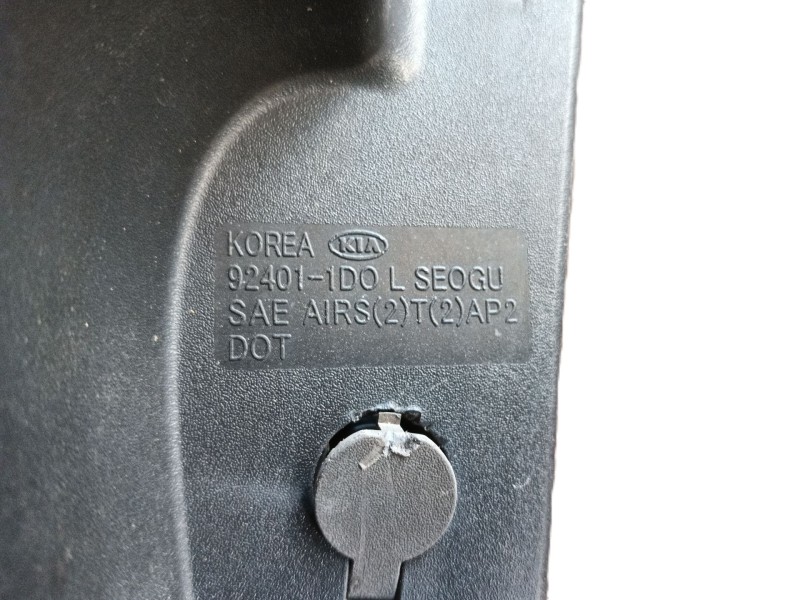 KOREA KIA
92401-1D0 L SEOGU
SAE AIRS(2)T(2)AP2
DOT